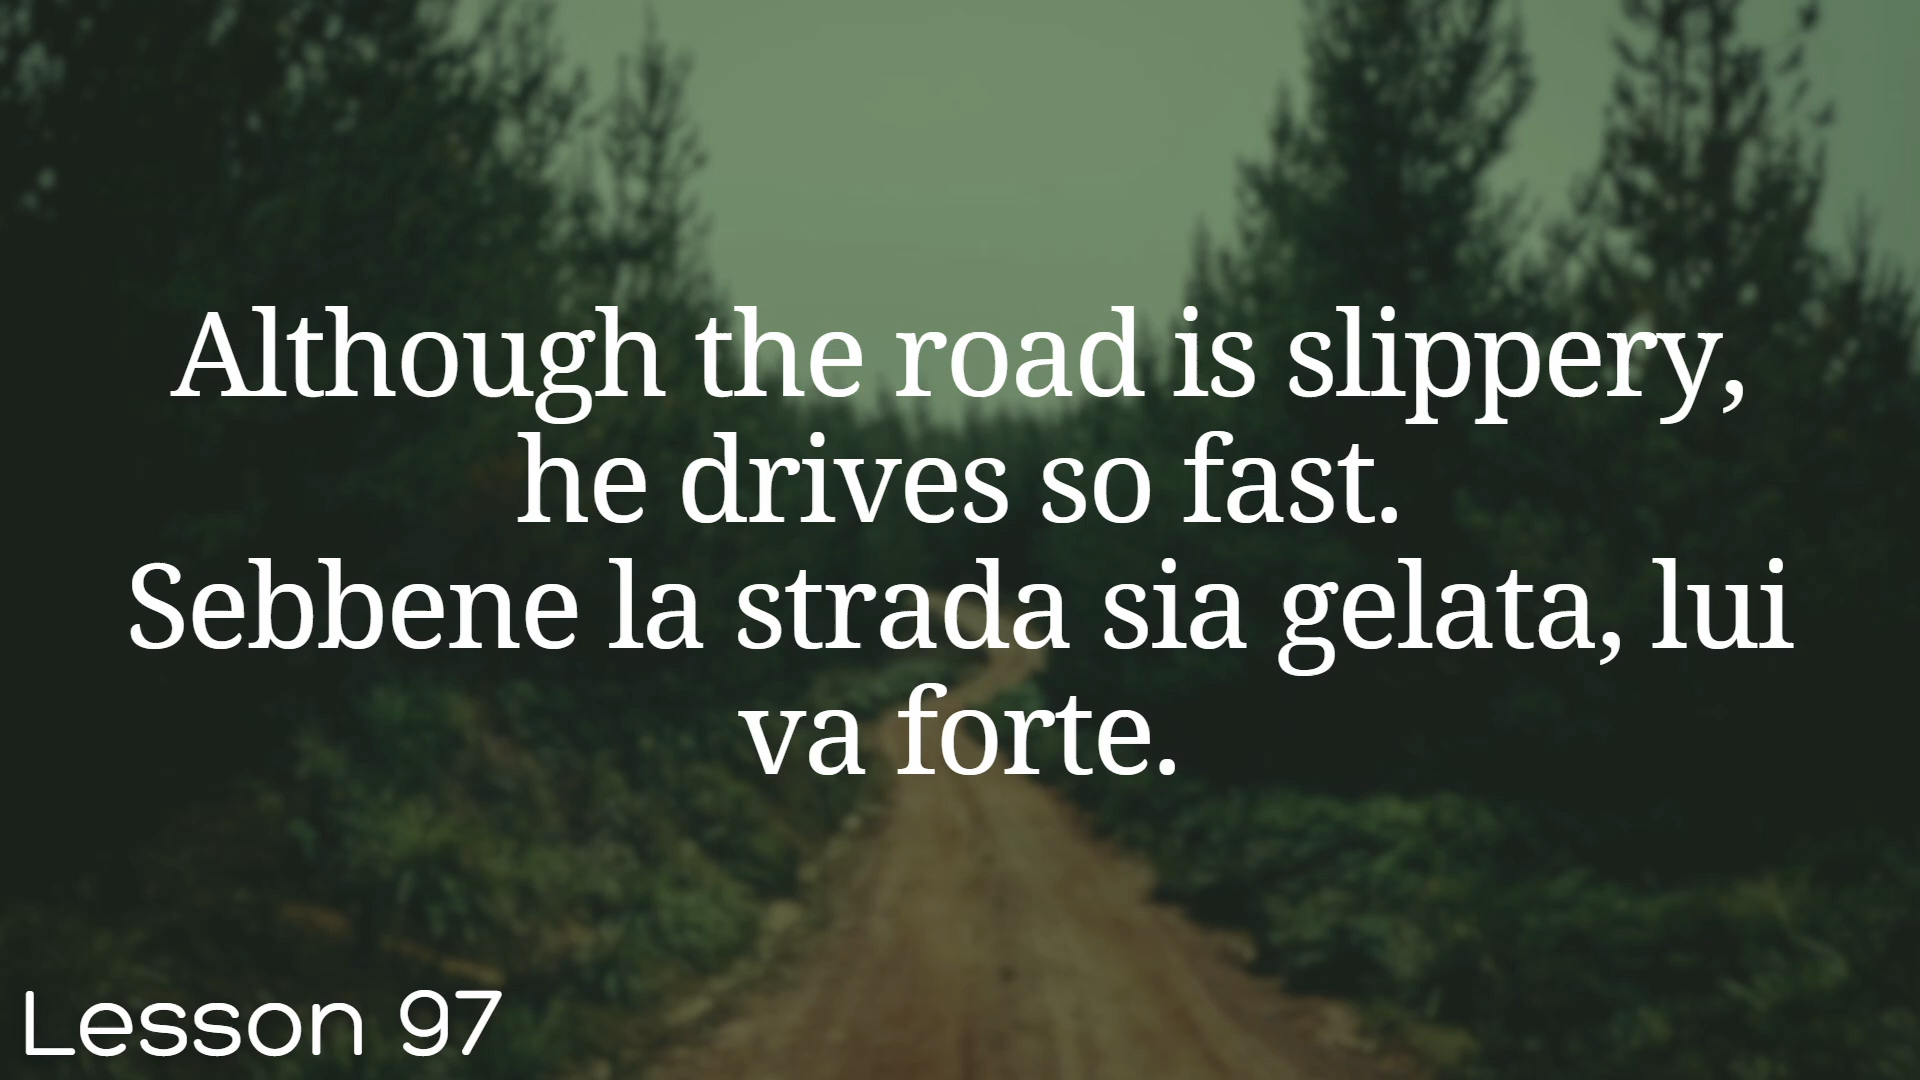 Although the road is slippery,
he drives so fast.
Sebbene la strada sia gelata, lui
va forte.
Lesson 97